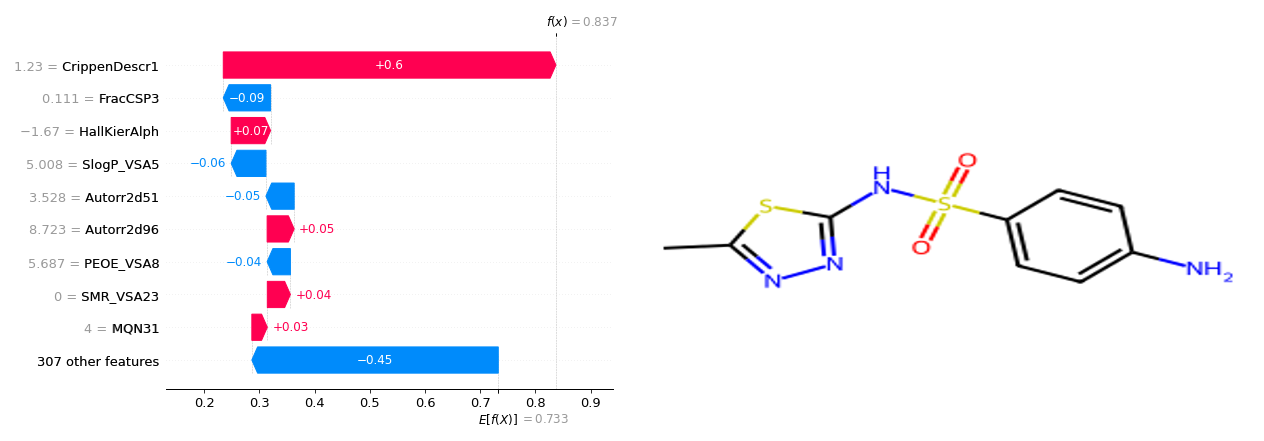 f(x) = 0.837
1.23 = CrippenDescr1
+0.6
0.111 = FracCSP3
−0.09
−1.67 = HallKierAlph
+0.07
5.008 = SlogP_VSA5
−0.06
3.528 = Autorr2d51
−0.05
8.723 = Autorr2d96
+0.05
5.687 = PEOE_VSA8
−0.04
0 = SMR_VSA23
+0.04
4 = MQN31
+0.03
307 other features
−0.45
0.2 0.3 0.4 0.5 0.6 0.7 0.8 0.9
E[f(X)] = 0.733
O
H
N
S
S
O
N
N
NH₂